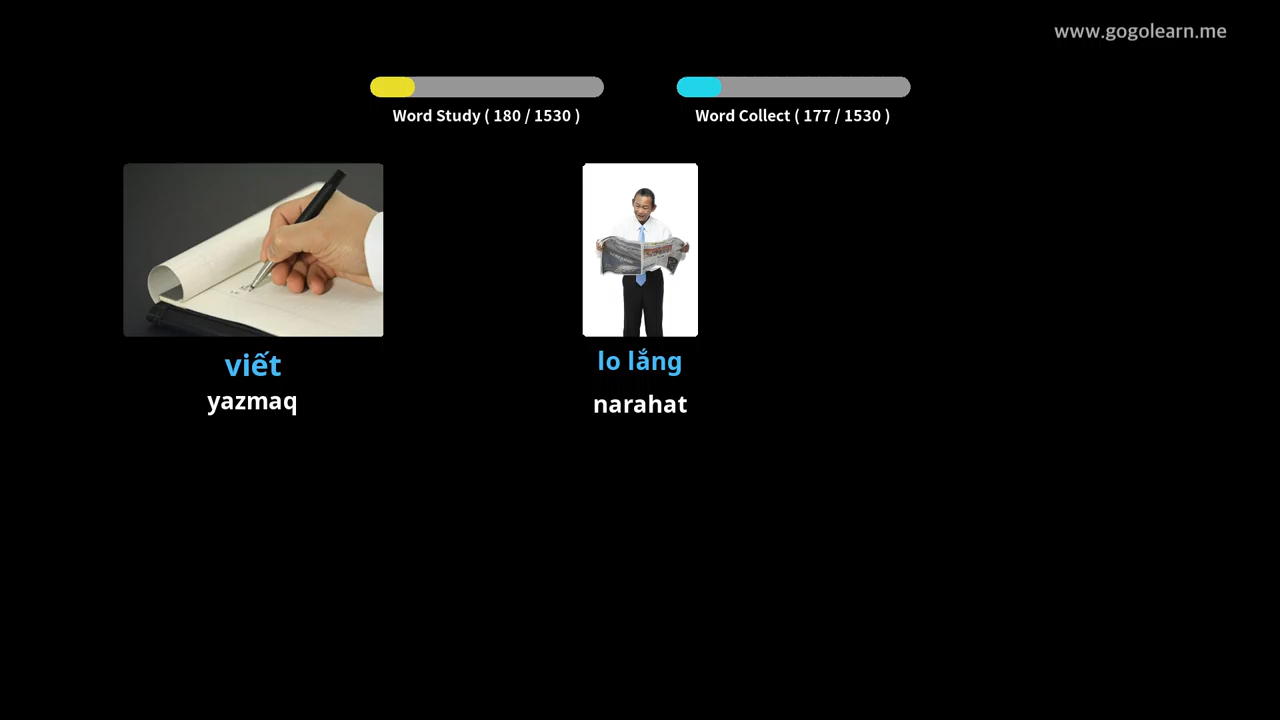 www.gogolearn.me
Word Study ( 180 / 1530 )
Word Collect ( 177 / 1530 )
viết
yazmaq
lo lắng
narahat